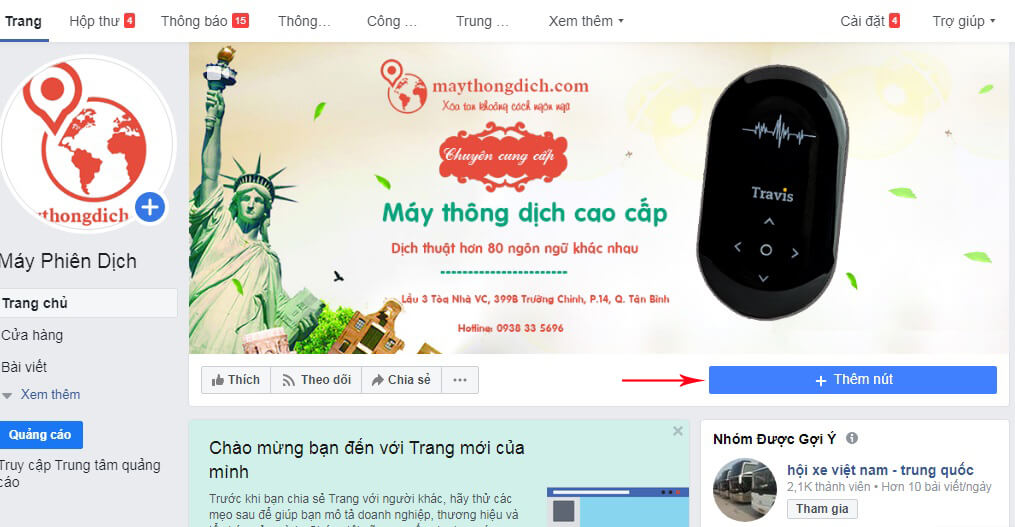 Trang Hộp thư 4 Thông báo 15 Thông... Công ... Trung ... Xem thêm Cài đặt 4 Trợ giúp
maythongdich.com
Xóa tan khoảng cách ngôn ngữ
Chuyên cung cấp
Máy thông dịch cao cấp
Dịch thuật hơn 80 ngôn ngữ khác nhau
Lầu 3 Tòa Nhà VC, 399B Trường Chinh, P.14, Q. Tân Bình
Hotline: 0938 33 5696
Travis
ythongdich
Máy Phiên Dịch
Trang chủ
Cửa hàng
Bài viết
Xem thêm
Quảng cáo
Truy cập Trung tâm quảng
cáo
Thích Theo dõi Chia sẻ ...
+ Thêm nút
Chào mừng bạn đến với Trang mới của
mình
Trước khi bạn chia sẻ Trang với người khác, hãy thử các
mẹo sau để giúp bạn mô tả doanh nghiệp, thương hiệu và
Nhóm Được Gợi Ý
hội xe việt nam - trung quốc
2,1K thành viên • Hơn 10 bài viết/ngày
Tham gia